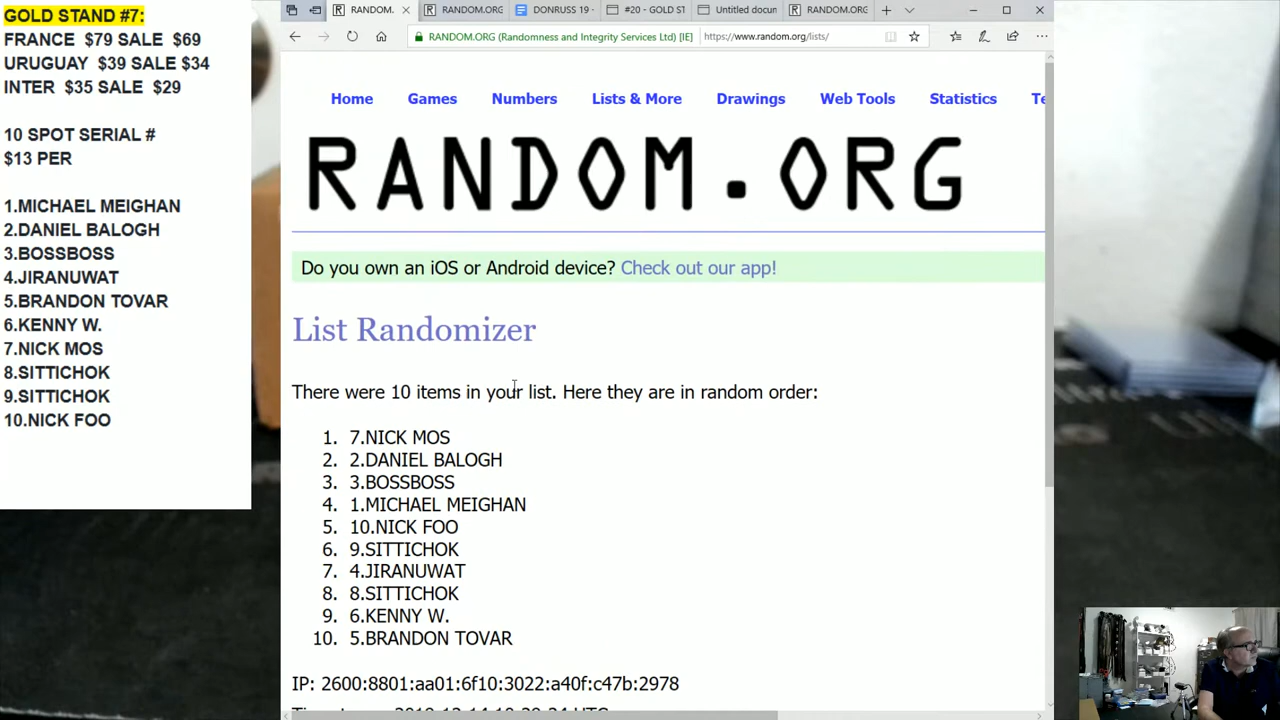 GOLD STAND #7:
FRANCE $79 SALE $69
URUGUAY $39 SALE $34
INTER $35 SALE $29
10 SPOT SERIAL #
$13 PER
1.MICHAEL MEIGHAN
2.DANIEL BALOGH
3.BOSSBOSS
4.JIRANUWAT
5.BRANDON TOVAR
6.KENNY W.
7.NICK MOS
8.SITTICHOK
9.SITTICHOK
10.NICK FOO
RANDOM. RANDOM.ORG DONRUSS 19 - #20 - GOLD ST Untitled docum RANDOM.ORG
RANDOM.ORG (Randomness and Integrity Services Ltd) [IE] https://www.random.org/lists/
Home Games Numbers Lists & More Drawings Web Tools Statistics Te
RANDOM.ORG
Do you own an iOS or Android device? Check out our app!
List Randomizer
There were 10 items in your list. Here they are in random order:
1. 7.NICK MOS
2. 2.DANIEL BALOGH
3. 3.BOSSBOSS
4. 1.MICHAEL MEIGHAN
5. 10.NICK FOO
6. 9.SITTICHOK
7. 4.JIRANUWAT
8. 8.SITTICHOK
9. 6.KENNY W.
10. 5.BRANDON TOVAR
IP: 2600:8801:aa01:6f10:3022:a40f:c47b:2978